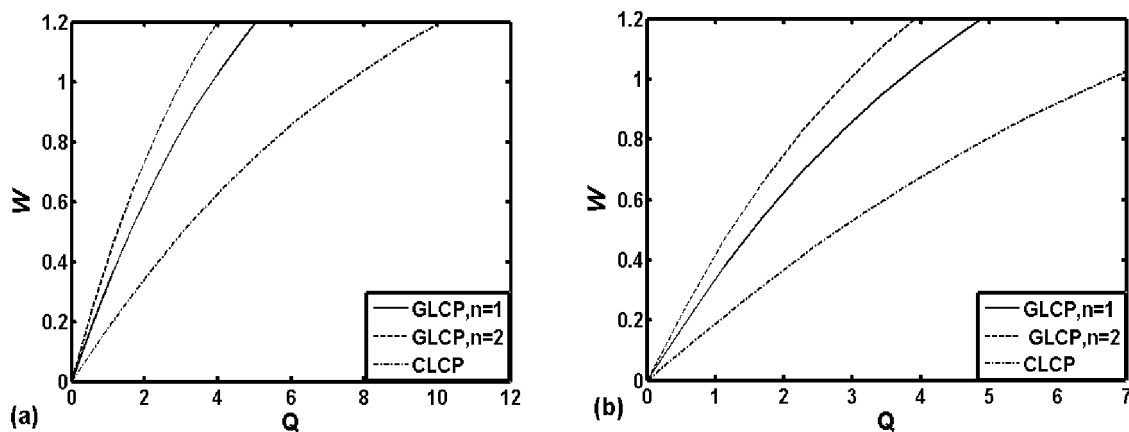 1.2
1
0.8
0.6
0.4
0.2
0
W
0 2 4 6 8 10 12
Q
(a)
GLCP,n=1
GLCP,n=2
CLCP
1.2
1
0.8
0.6
0.4
0.2
0
W
0 1 2 3 4 5 6 7
Q
(b)
GLCP,n=1
GLCP,n=2
CLCP